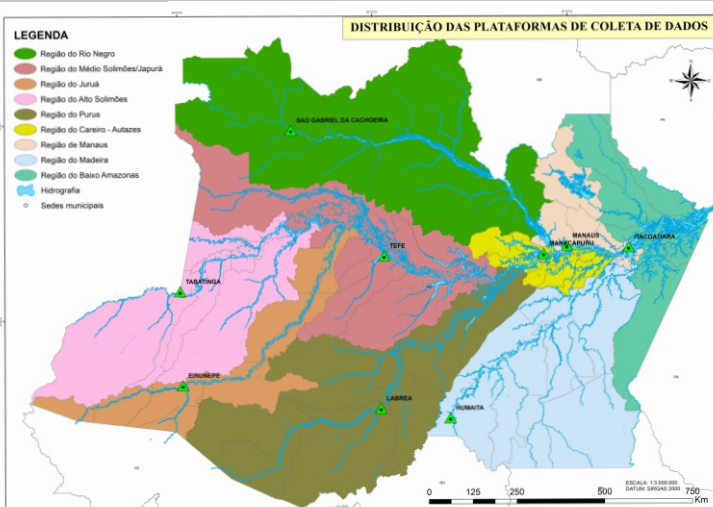 DISTRIBUIÇÃO DAS PLATAFORMAS DE COLETA DE DADOS
LEGENDA
Região do Rio Negro
Região do Médio Solimões/Japurá
Região do Juruá
Região do Alto Solimões
Região do Purus
Região do Careiro - Autazes
Região de Manaus
Região do Madeira
Região do Baixo Amazonas
Hidrografia
Sedes municipais
SAO GABRIEL DA CACHOEIRA
MANAUS
ITACOATIARA
MANACAPURU
TEFE
TABATINGA
EIRUNEPE
LABREA
HUMAITA
ESCALA: 1:3.000.000
DATUM: SIRGAS 2000
0 125 250 500 750
Km